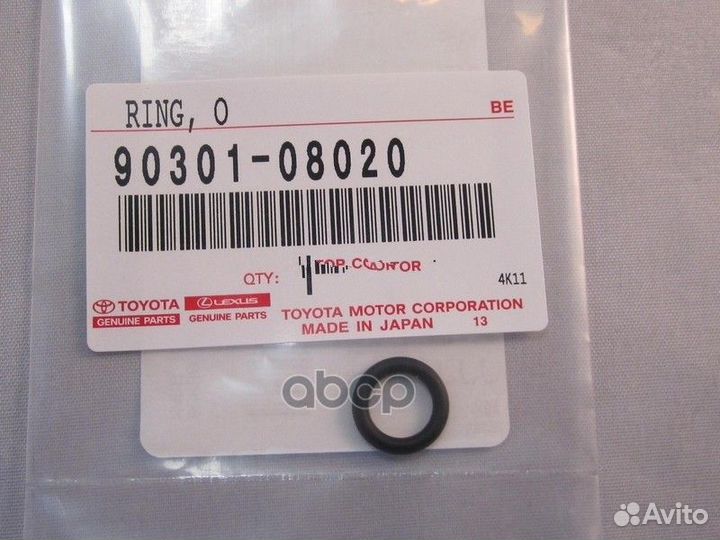 RING, O
BE
90301-08020
QTY:
4K11
TOYOTA
GENUINE PARTS
LEXUS
GENUINE PARTS
TOYOTA MOTOR CORPORATION
MADE IN JAPAN 13
abcp
Avito